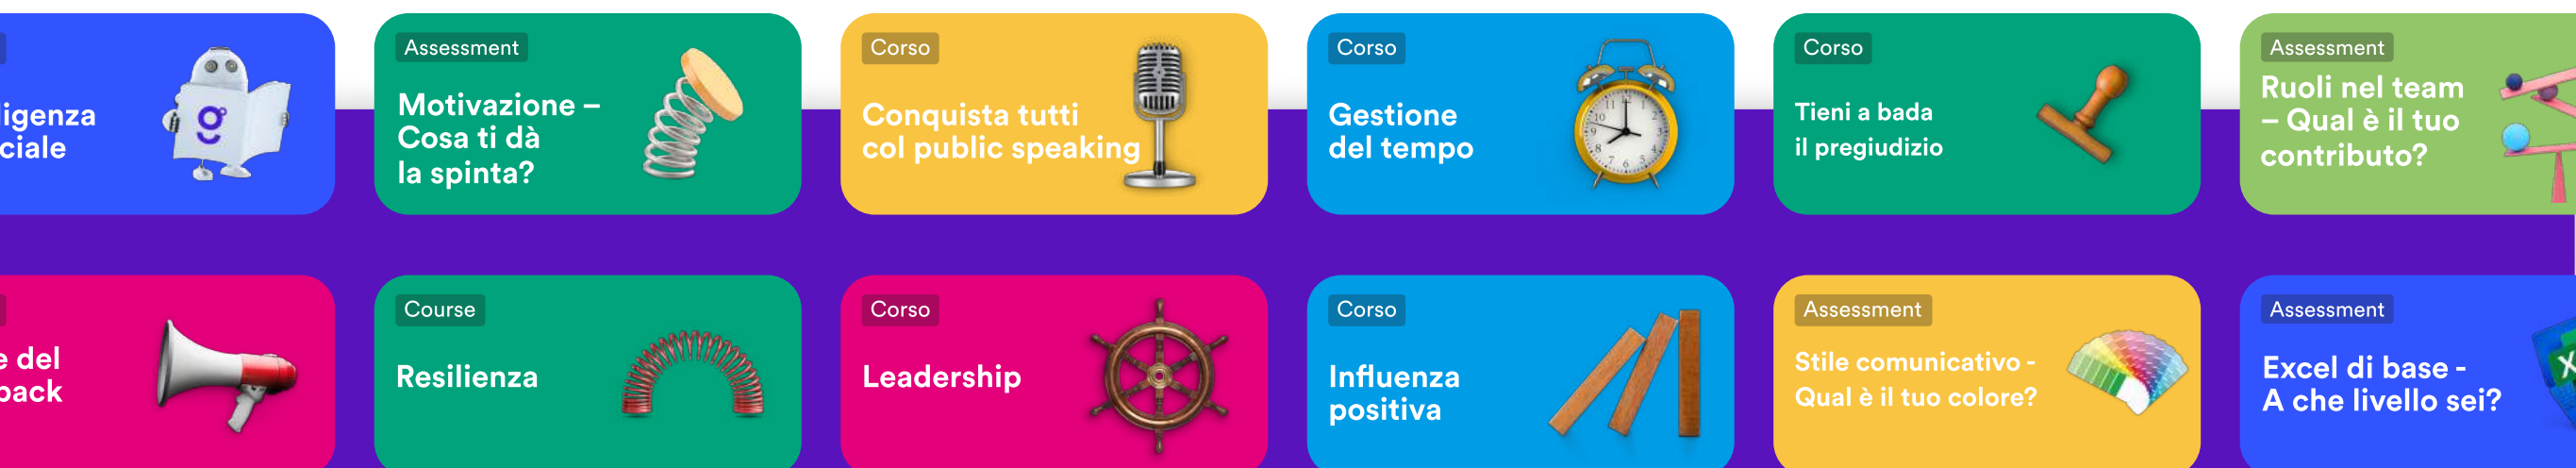 ligenza
ciale
Assessment
Motivazione –
Cosa ti dà
la spinta?
Corso
Conquista tutti
col public speaking
Corso
Gestione
del tempo
Corso
Tieni a bada
il pregiudizio
Assessment
Ruoli nel team
– Qual è il tuo
contributo?
e del
back
Course
Resilienza
Corso
Leadership
Corso
Influenza
positiva
Assessment
Stile comunicativo -
Qual è il tuo colore?
Assessment
Excel di base -
A che livello sei?